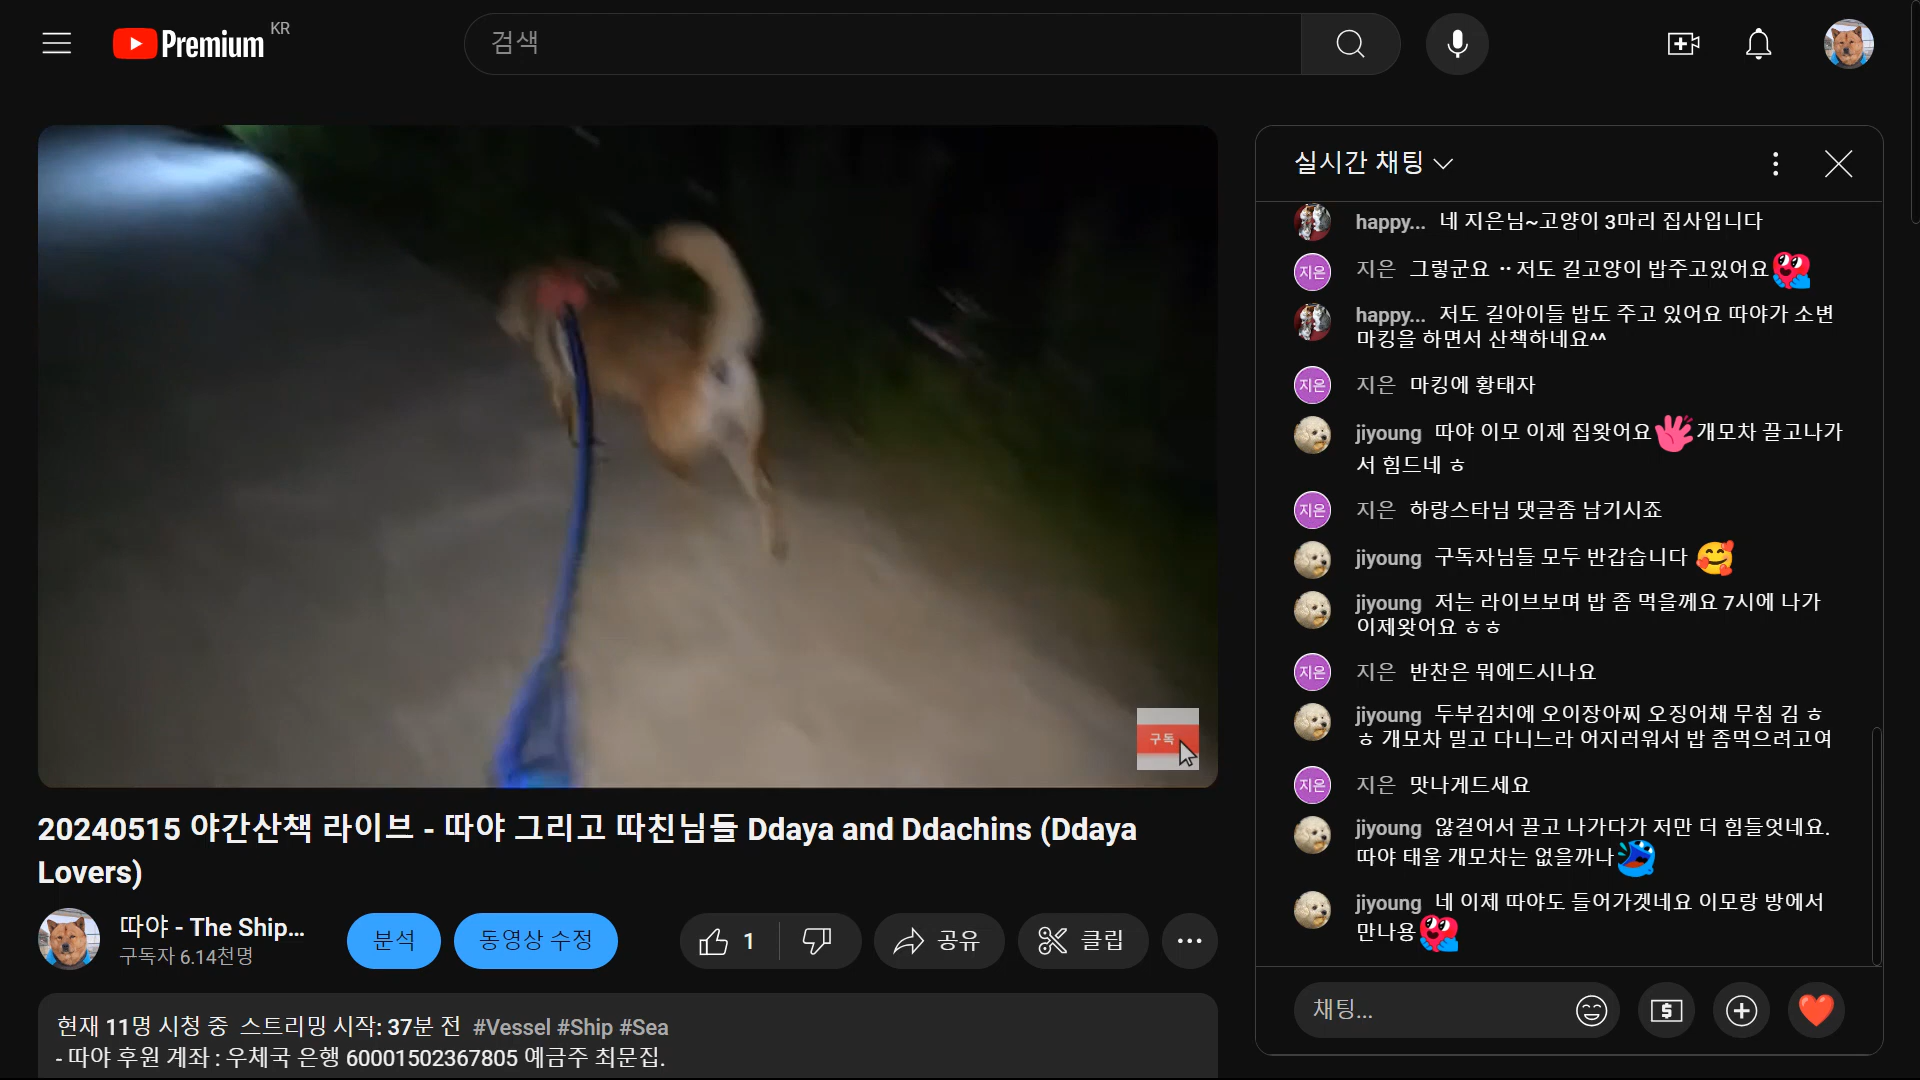 Premium KR
검색
구독
20240515 야간산책 라이브 - 따야 그리고 따친님들 Ddaya and Ddachins (Ddaya
Lovers)
따야 - The Ship...
구독자 6.14천명
분석
동영상 수정
1
공유
클립
현재 11명 시청 중 스트리밍 시작: 37분 전 #Vessel #Ship #Sea
- 따야 후원 계좌 : 우체국 은행 60001502367805 예금주 최문집.
실시간 채팅
happy... 네 지은님~고양이 3마리 집사입니다
지은 지은 그렇군요 ··저도 길고양이 밥주고있어요
happy... 저도 길아이들 밥도 주고 있어요 따야가 소변
마킹을 하면서 산책하네요^^
지은 지은 마킹에 황태자
jiyoung 따야 이모 이제 집왓어요 개모차 끌고나가
서 힘드네 ㅎ
지은 지은 하랑스타님 댓글좀 남기시죠
jiyoung 구독자님들 모두 반갑습니다
jiyoung 저는 라이브보며 밥 좀 먹을께요 7시에 나가
이제왓어요 ㅎㅎ
지은 지은 반찬은 뭐에드시나요
jiyoung 두부김치에 오이장아찌 오징어채 무침 김 ㅎ
ㅎ 개모차 밀고 다니느라 어지러워서 밥 좀먹으려고여
지은 지은 맛나게드세요
jiyoung 않걸어서 끌고 나가다가 저만 더 힘들엇네요.
따야 태울 개모차는 없을까나
jiyoung 네 이제 따야도 들어가겟네요 이모랑 방에서
만나용
채팅...